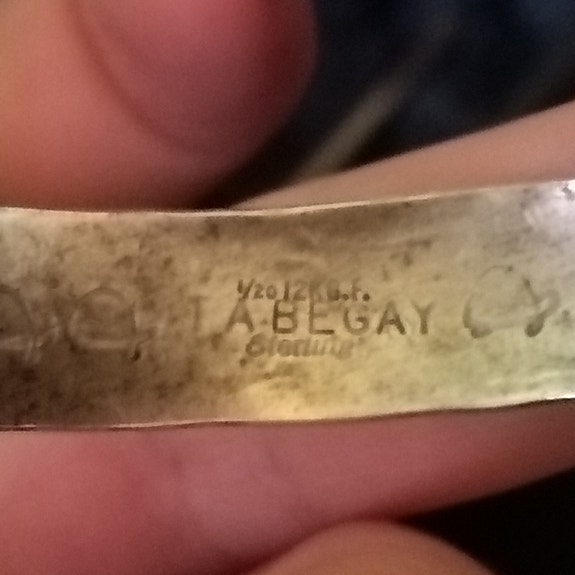 1/20 12K G.F.
T A BEGAY
Sterling